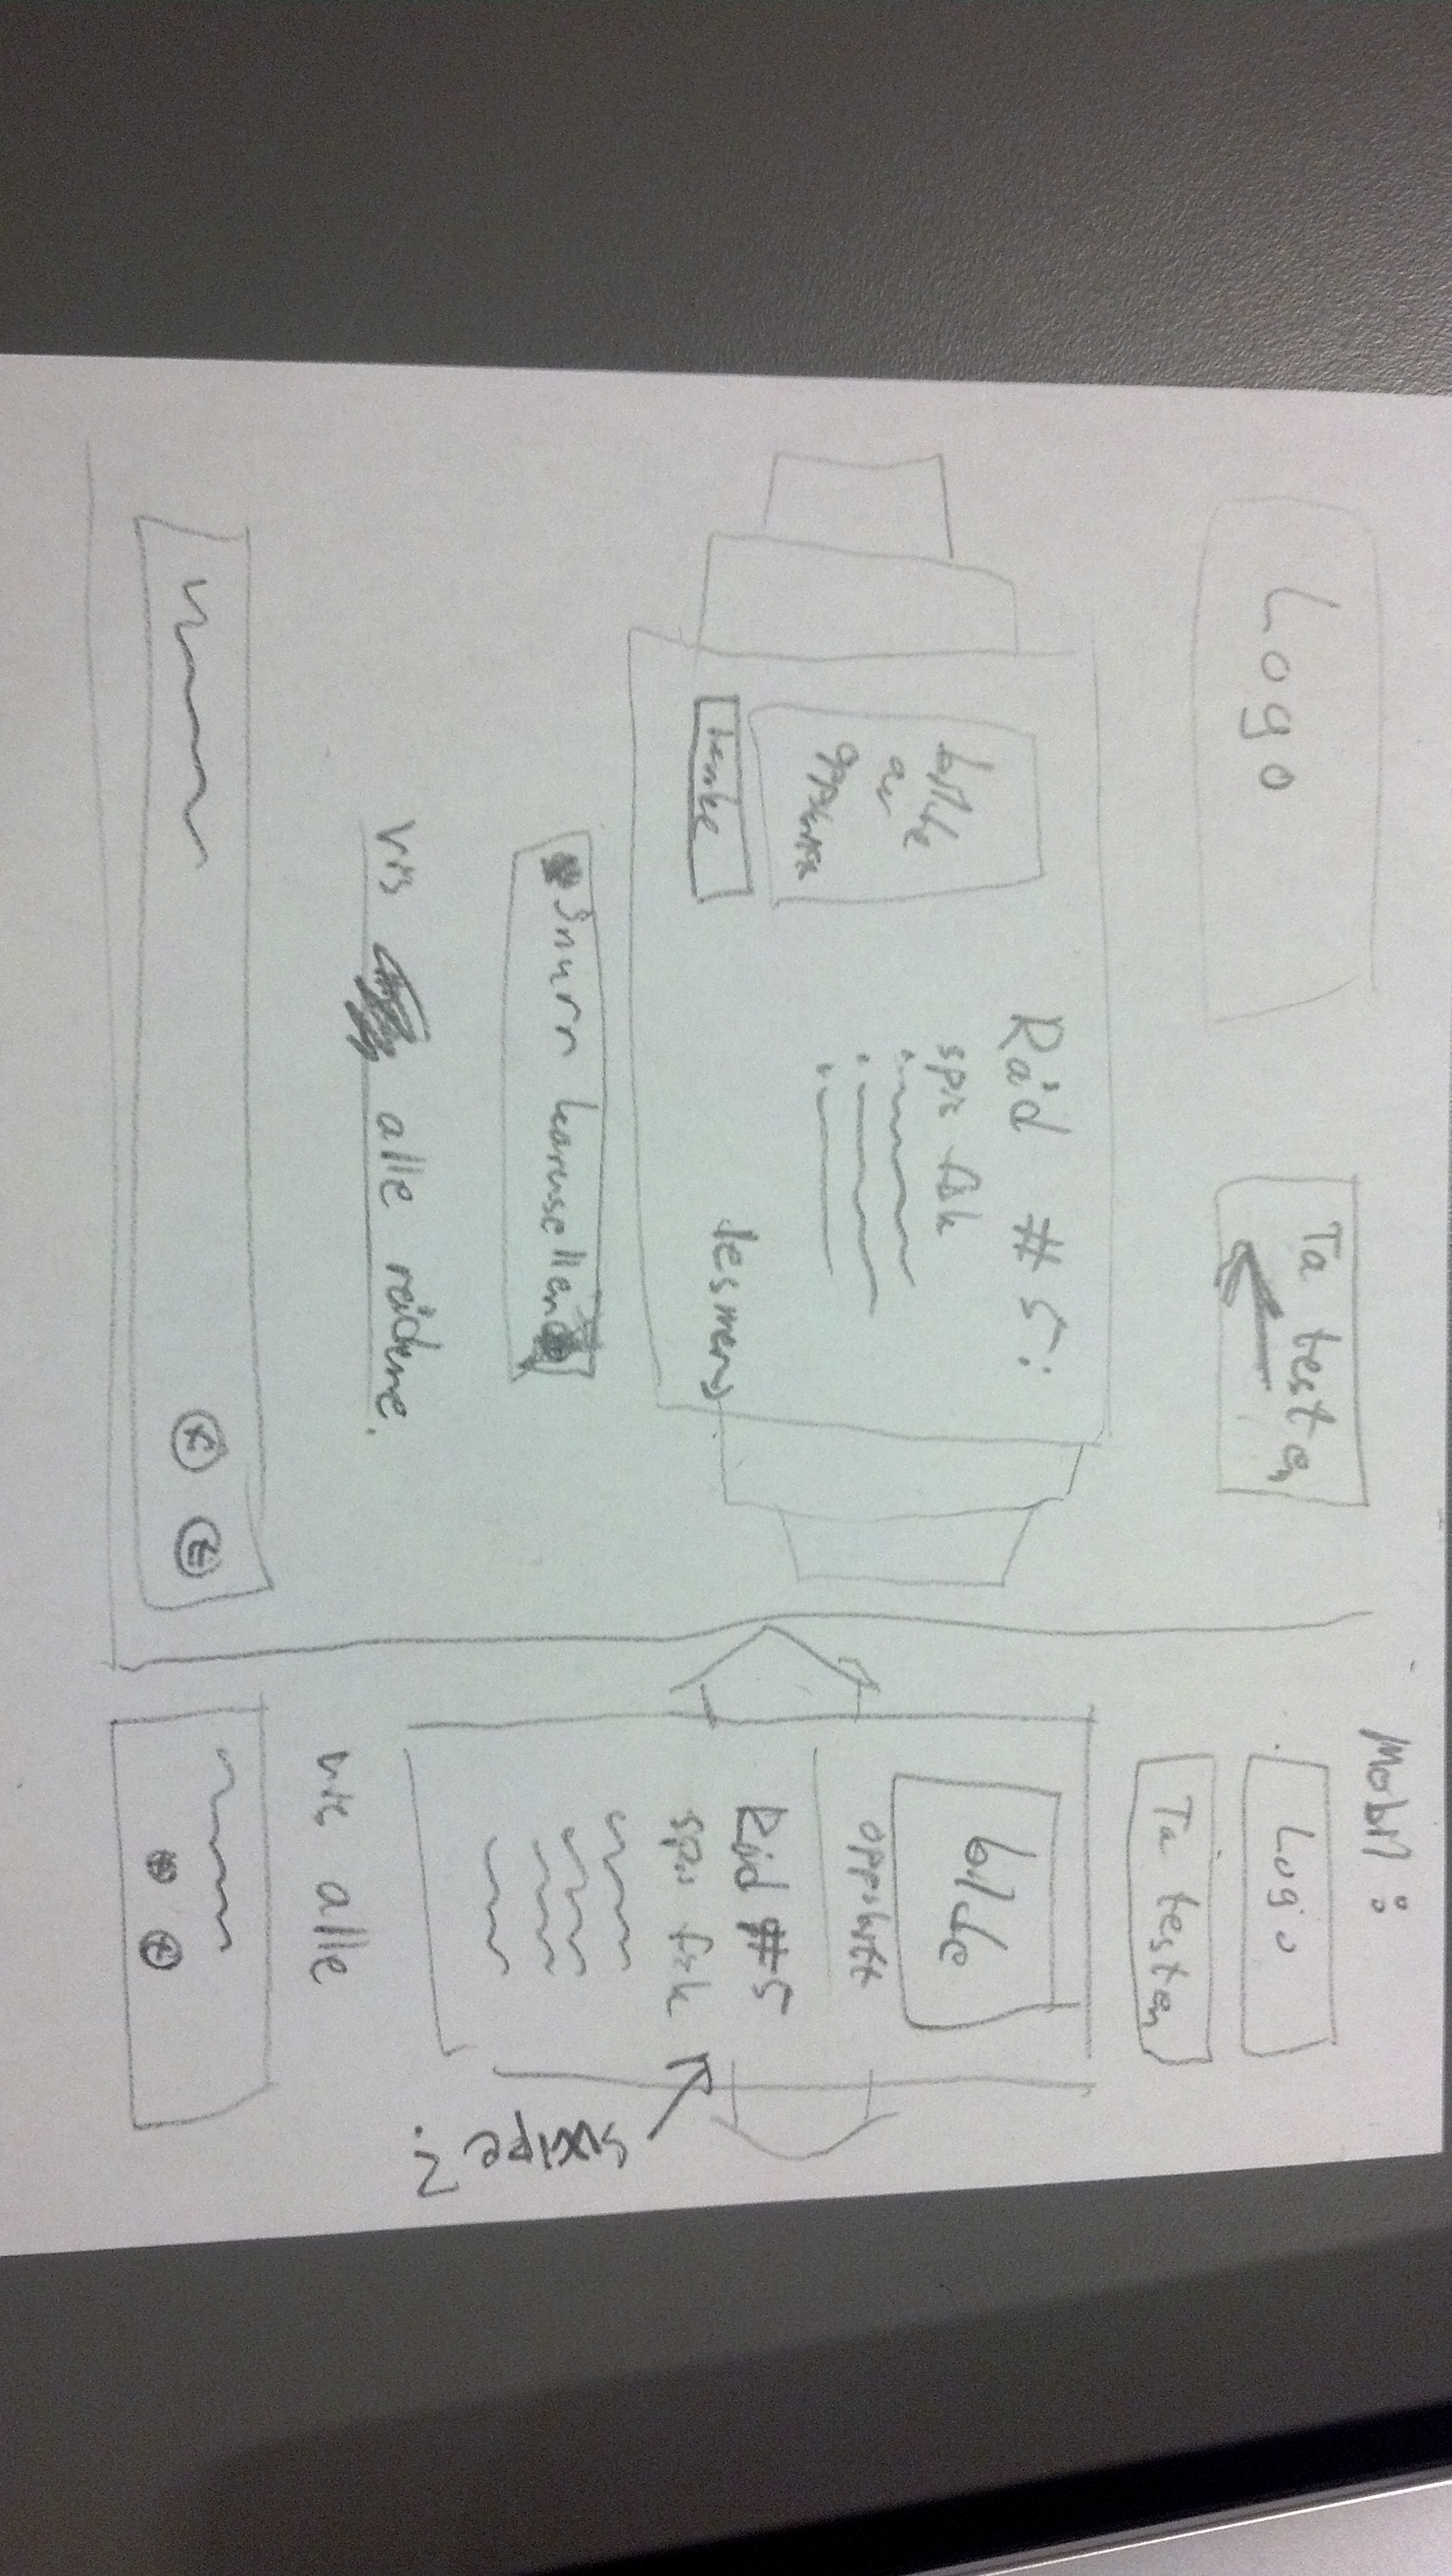 Logo
Ta testen
Råd # 5:
spis fisk
bilde
av
lenke
les mer
Snurr karusellen
Vis alle rådene.
Mobil:
Logo
Ta testen
bilde
oppskrift
Råd #5
spis fisk
swipe?
vis alle